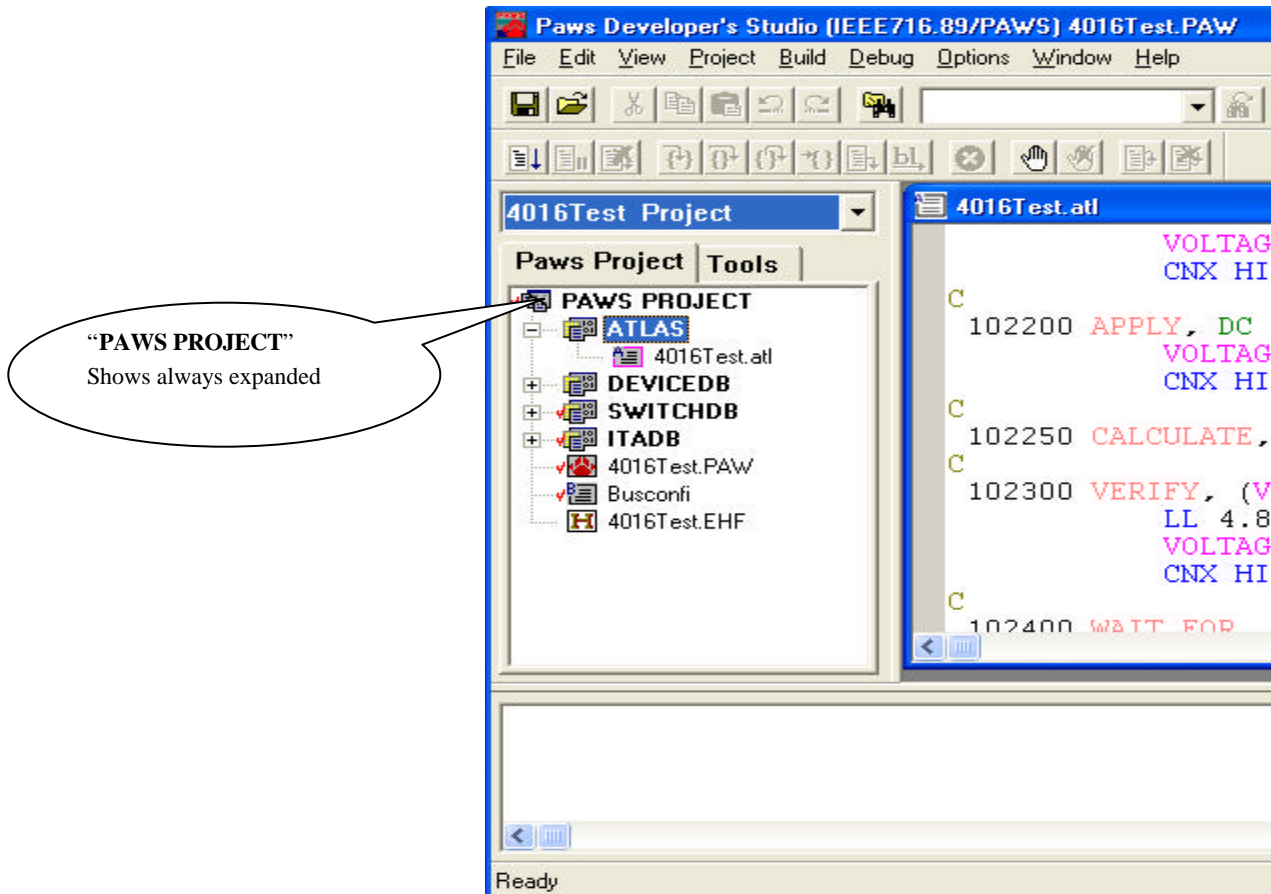 Paws Developer's Studio (IEEE716.89/PAWS) 4016Test.PAW
File Edit View Project Build Debug Options Window Help
4016Test Project
Paws Project Tools
PAWS PROJECT
ATLAS
4016Test.atl
DEVICEDB
SWITCHDB
ITADB
4016Test.PAW
Busconfi
4016Test.EHF
“PAWS PROJECT”
Shows always expanded
4016Test.atl
VOLTAG
CNX HI
C
102200 APPLY, DC
VOLTAG
CNX HI
C
102250 CALCULATE,
C
102300 VERIFY, (V
LL 4.8
VOLTAG
CNX HI
C
102400 WAIT FOR
Ready